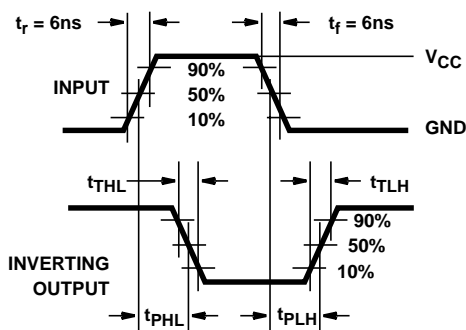 tr = 6ns
tf = 6ns
VCC
90%
INPUT
50%
10%
GND
tTHL
tTLH
90%
50%
INVERTING
OUTPUT
10%
tPHL
tPLH